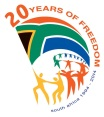 20 YEARS OF FREEDOM
South Africa 1994 - 2014